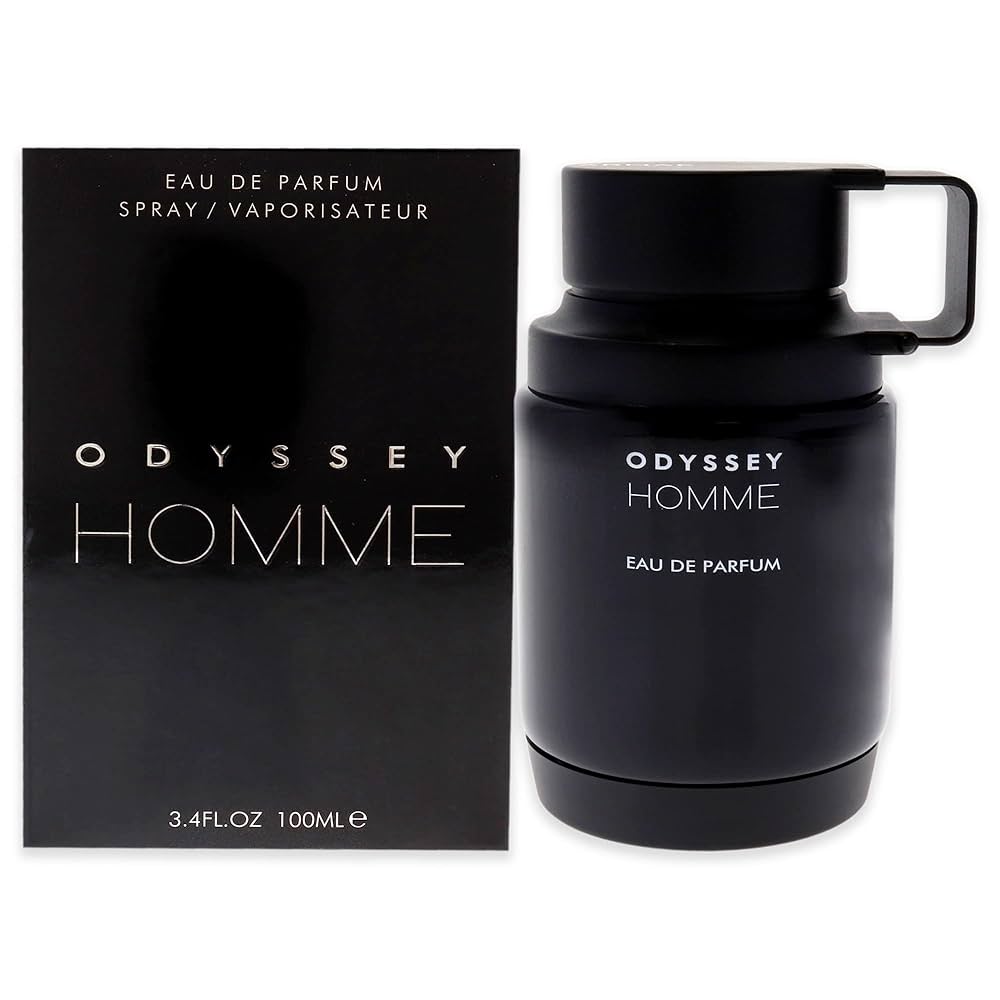 EAU DE PARFUM
SPRAY / VAPORISATEUR
ODYSSEY
HOMME
3.4FL.OZ 100ML℮
ODYSSEY
HOMME
EAU DE PARFUM